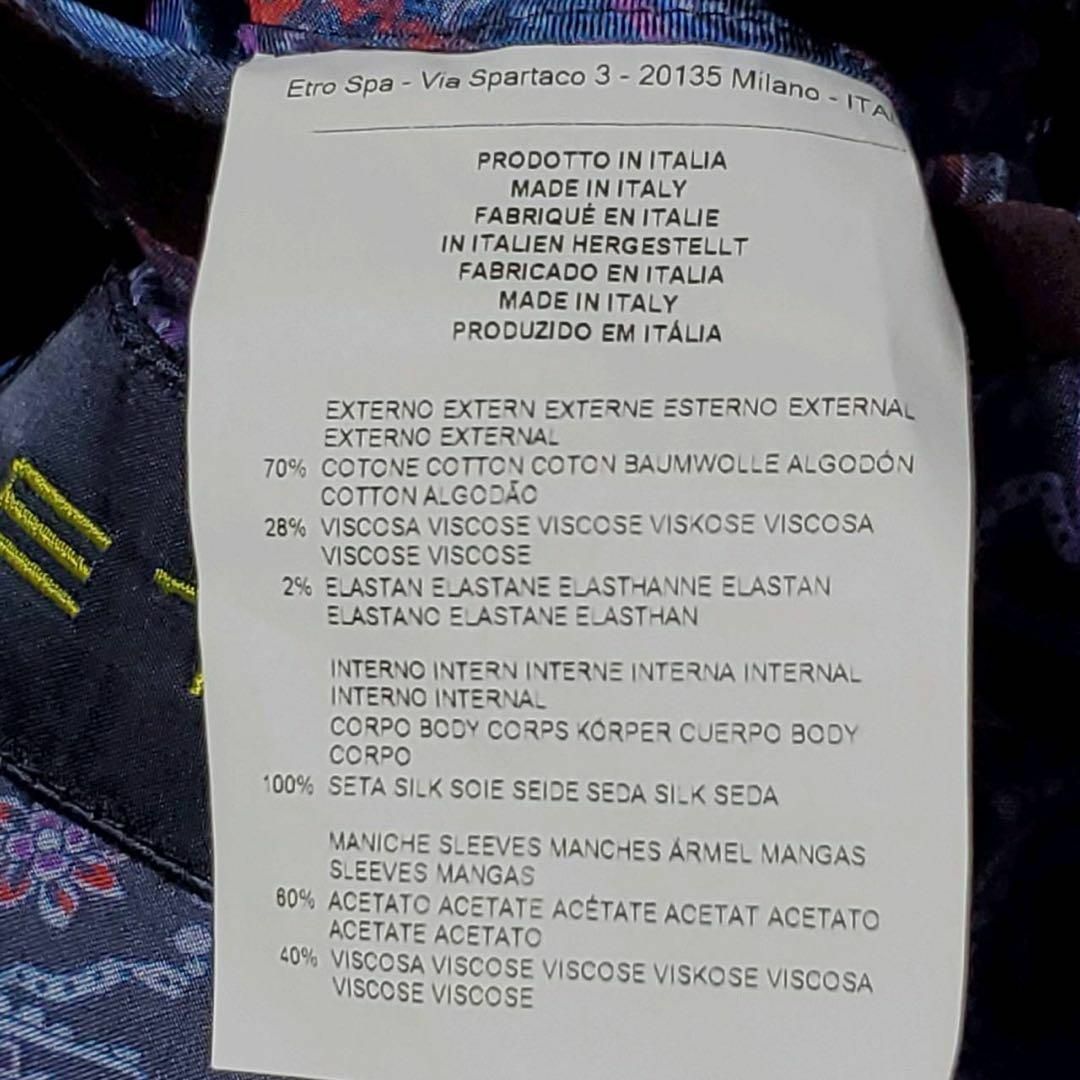 Etro Spa - Via Spartaco 3 - 20135 Milano - ITA
PRODOTTO IN ITALIA
MADE IN ITALY
FABRIQUÉ EN ITALIE
IN ITALIEN HERGESTELLT
FABRICADO EN ITALIA
MADE IN ITALY
PRODUZIDO EM ITÁLIA
EXTERNO EXTERN EXTERNE ESTERNO EXTERNAL
EXTERNO EXTERNAL
70% COTONE COTTON COTON BAUMWOLLE ALGODÓN
COTTON ALGODÃO
28% VISCOSA VISCOSE VISCOSE VISKOSE VISCOSA
VISCOSE VISCOSE
2% ELASTAN ELASTANE ELASTHANNE ELASTAN
ELASTANO ELASTANE ELASTHAN
INTERNO INTERN INTERNE INTERNA INTERNAL
INTERNO INTERNAL
CORPO BODY CORPS KÖRPER CUERPO BODY
CORPO
100% SETA SILK SOIE SEIDE SEDA SILK SEDA
MANICHE SLEEVES MANCHES ÄRMEL MANGAS
SLEEVES MANGAS
60% ACETATO ACETATE ACÉTATE ACETAT ACETATO
ACETATE ACETATO
40% VISCOSA VISCOSE VISCOSE VISKOSE VISCOSA
VISCOSE VISCOSE